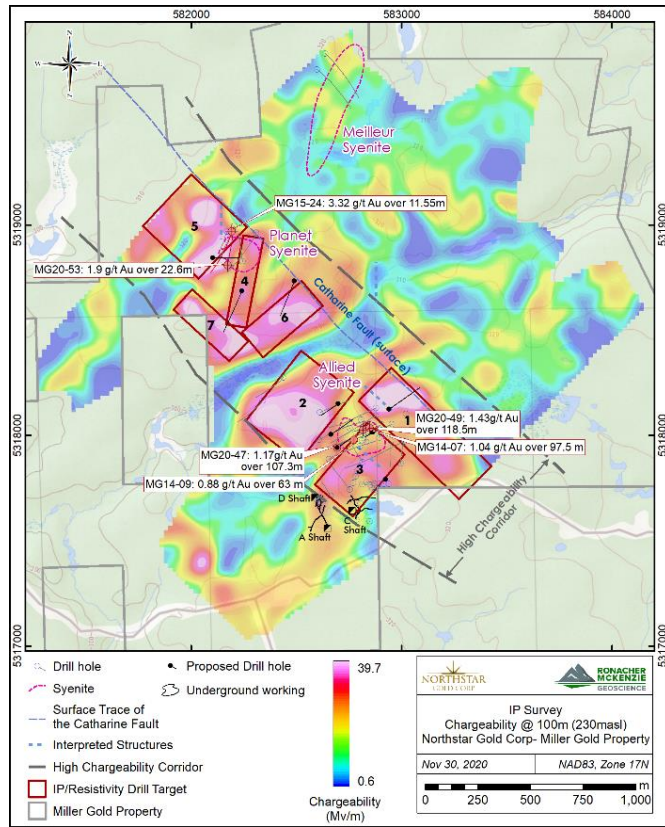 582000
583000
584000
5319000
5318000
5317000
N
W
E
Z
Meilleur
Syenite
MG15-24: 3.32 g/t Au over 11.55m
5
Planet
Syenite
MG20-53: 1.9 g/t Au over 22.6m
4
7
6
Catharine Fault (surface)
Allied
Syenite
2
1
MG20-49: 1.43g/t Au
over 118.5m
MG20-47: 1.17g/t Au
over 107.3m
MG14-07: 1.04 g/t Au over 97.5 m
MG14-09: 0.88 g/t Au over 63 m
3
D Shaft
A Shaft
C
Shaft
High Chargeability
Corridor
Drill hole
Proposed Drill hole
Syenite
Underground working
Surface Trace of
the Catharine Fault
Interpreted Structures
High Chargeability Corridor
IP/Resistivity Drill Target
Miller Gold Property
39.7
0.6
Chargeability
(Mv/m)
NORTHSTAR
GOLD CORP
RONACHER
MCKENZIE
GEOSCIENCE
IP Survey
Chargeability @ 100m (230masl)
Northstar Gold Corp- Miller Gold Property
Nov 30, 2020
NAD83, Zone 17N
m
0 250 500 750 1,000